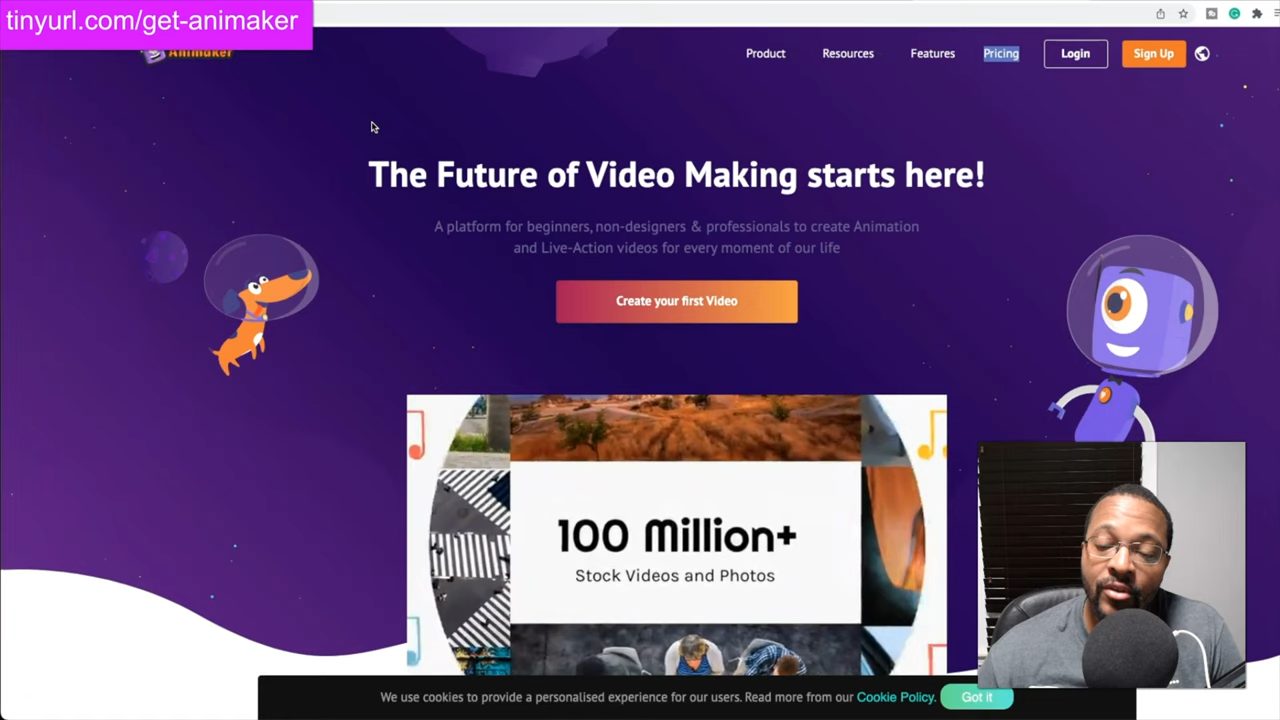 tinyurl.com/get-animaker
Animaker
Product
Resources
Features
Pricing
Login
Sign Up
The Future of Video Making starts here!
A platform for beginners, non-designers & professionals to create Animation
and Live-Action videos for every moment of our life
Create your first Video
100 Million+
Stock Videos and Photos
We use cookies to provide a personalised experience for our users. Read more from our Cookie Policy.
Got it